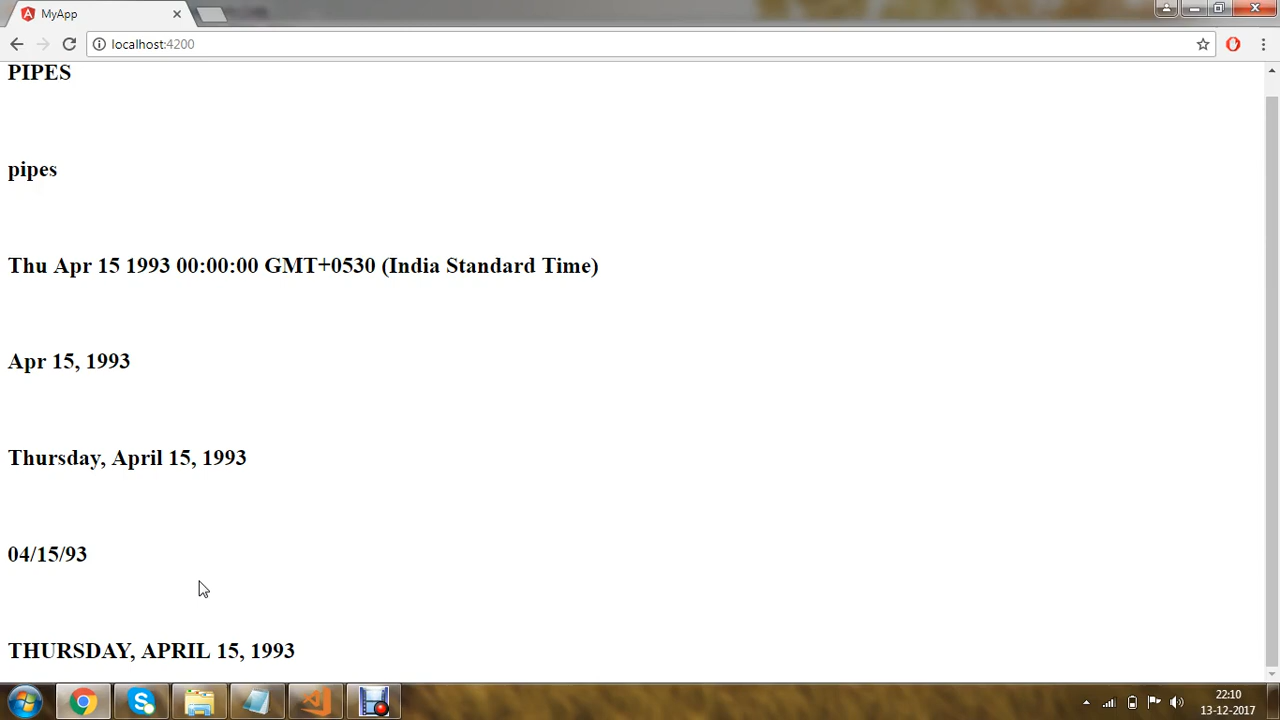 MyApp
localhost:4200
PIPES
pipes
Thu Apr 15 1993 00:00:00 GMT+0530 (India Standard Time)
Apr 15, 1993
Thursday, April 15, 1993
04/15/93
THURSDAY, APRIL 15, 1993
22:10
13-12-2017